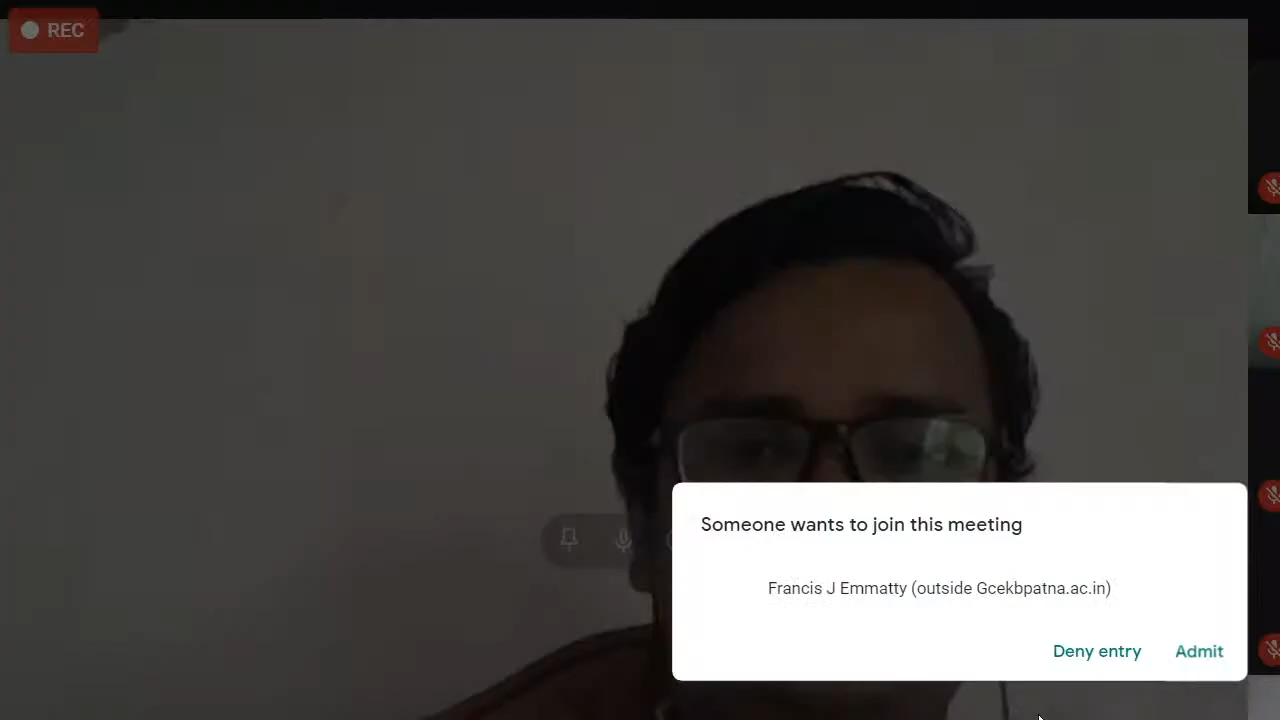 REC
Someone wants to join this meeting
Francis J Emmatty (outside Gcekbpatna.ac.in)
Deny entry Admit